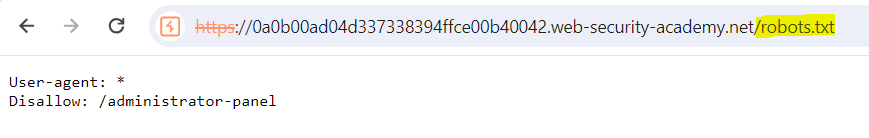 https://0a0b00ad04d337338394ffce00b40042.web-security-academy.net/robots.txt
User-agent: *
Disallow: /administrator-panel